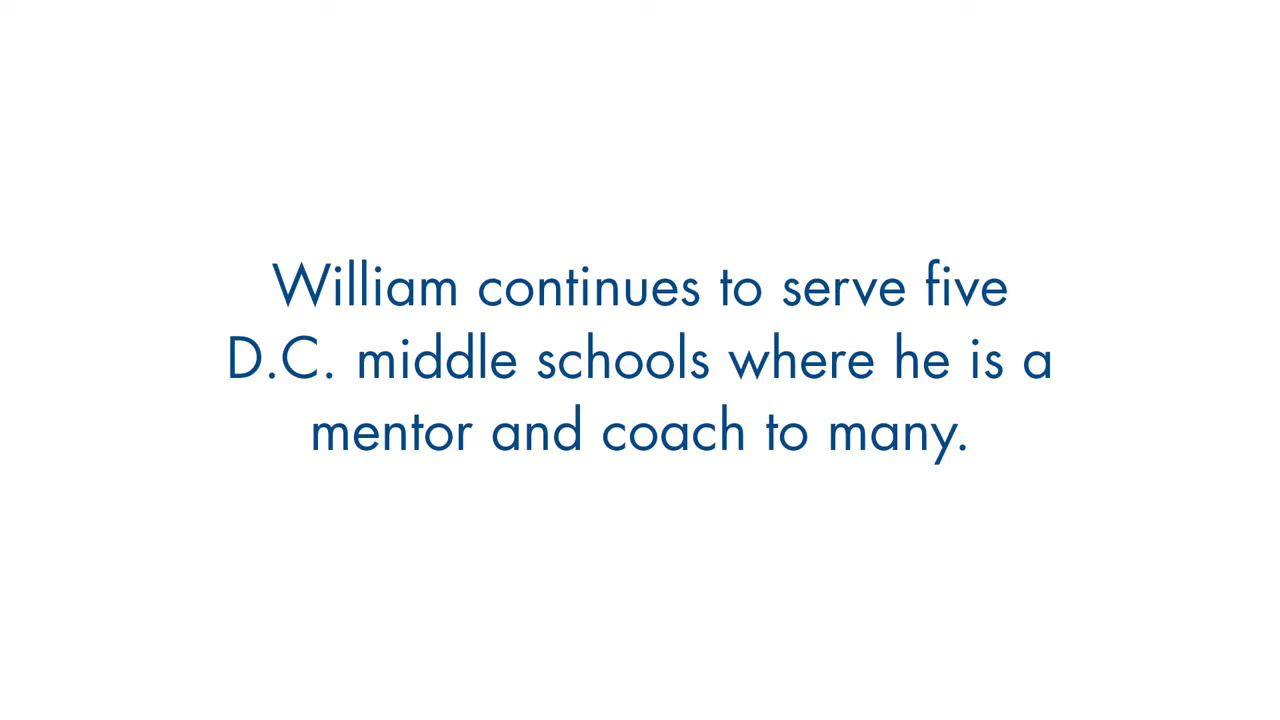 William continues to serve five
D.C. middle schools where he is a
mentor and coach to many.